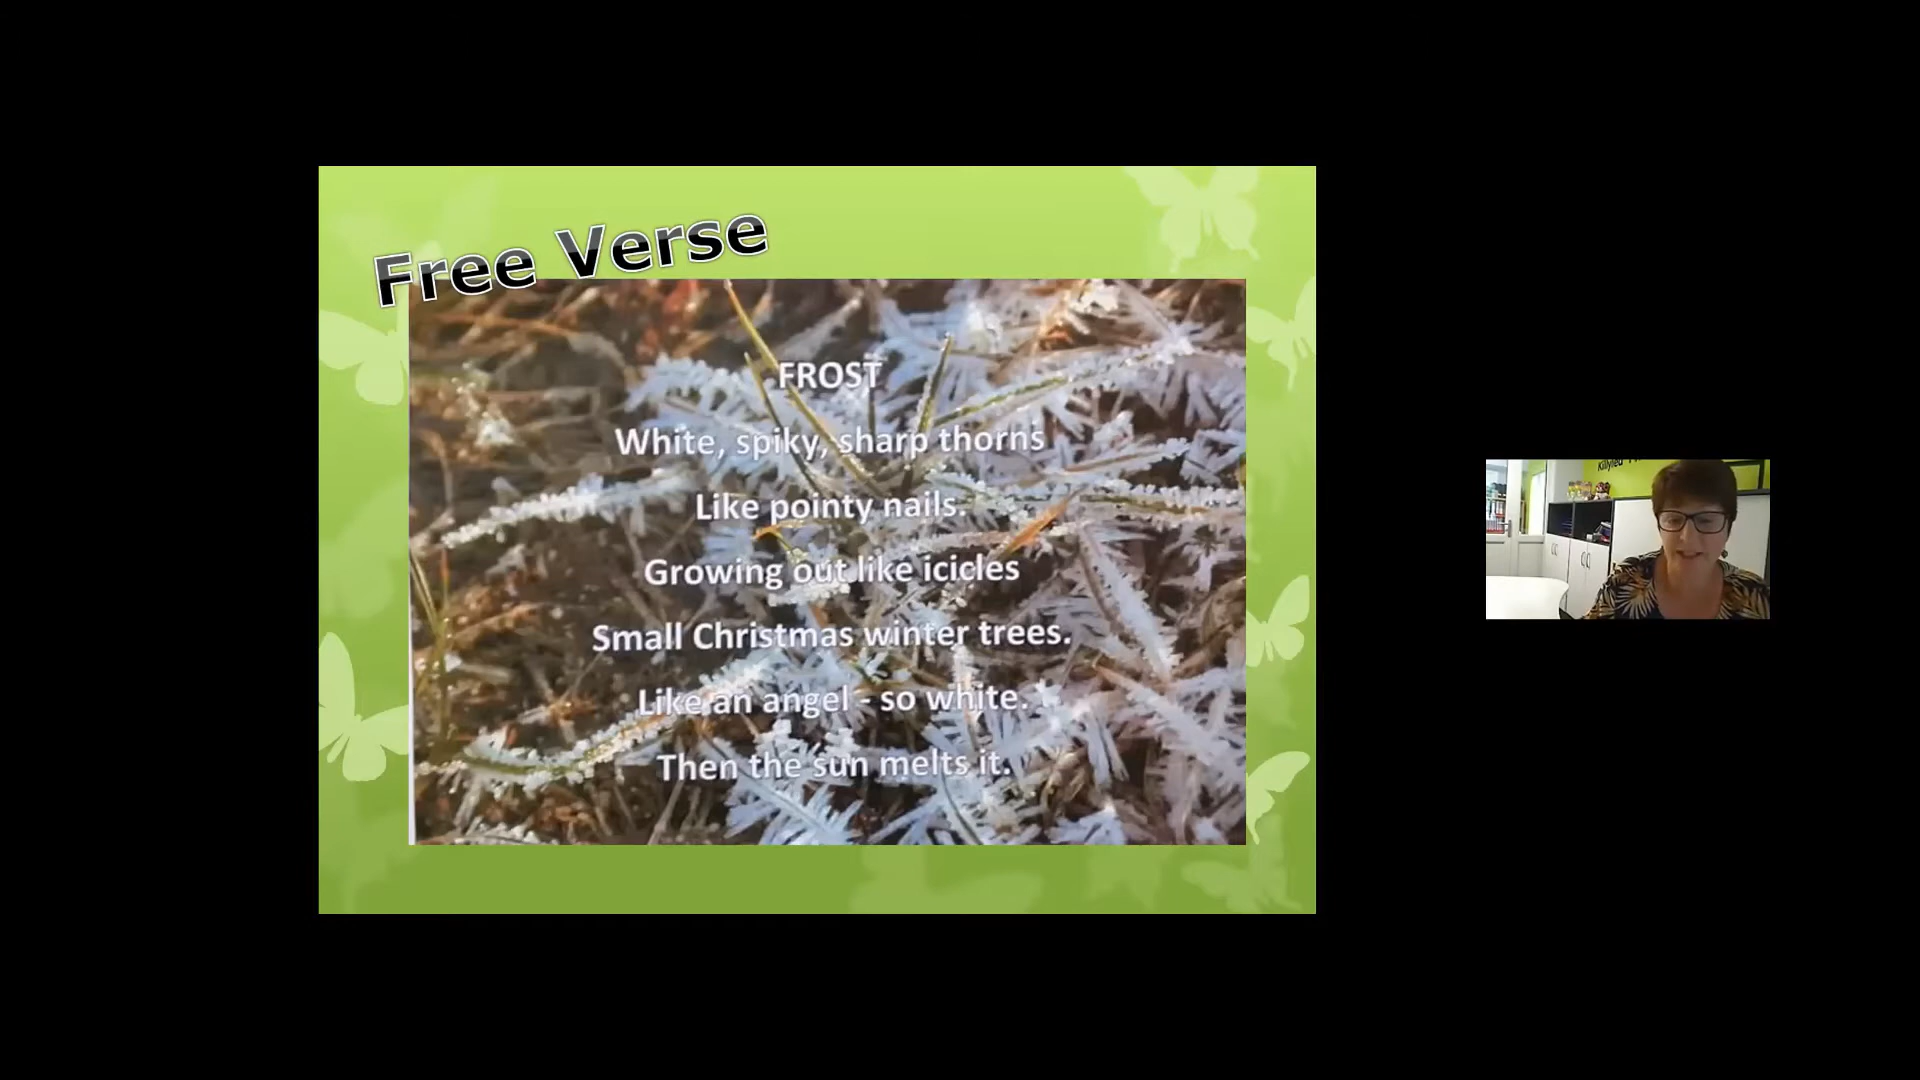 Free Verse
FROST
White, spiky, sharp thorns
Like pointy nails.
Growing out like icicles
Small Christmas winter trees.
Like an angel - so white.
Then the sun melts it.